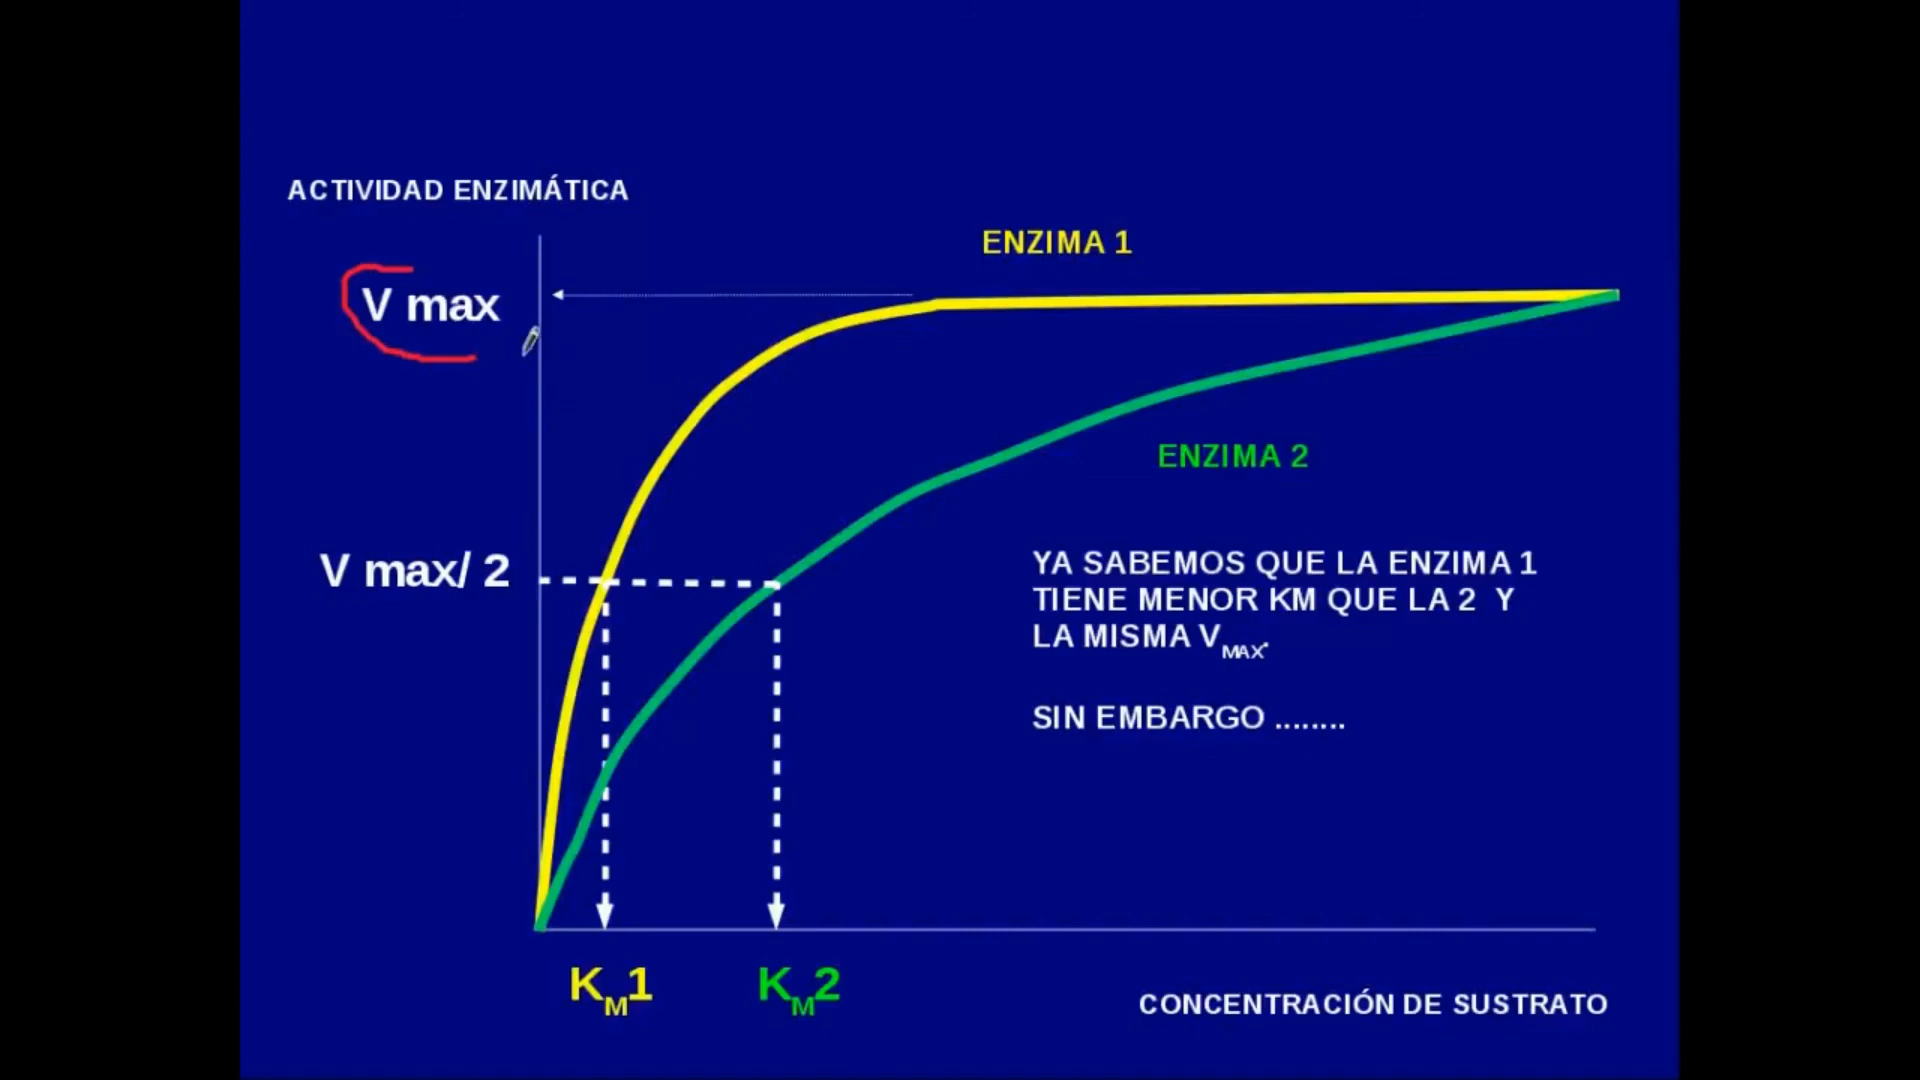 ACTIVIDAD ENZIMÁTICA
ENZIMA 1
V max
ENZIMA 2
V max/ 2
YA SABEMOS QUE LA ENZIMA 1
TIENE MENOR KM QUE LA 2 Y
LA MISMA VMAX.
SIN EMBARGO ........
KM1
KM2
CONCENTRACIÓN DE SUSTRATO